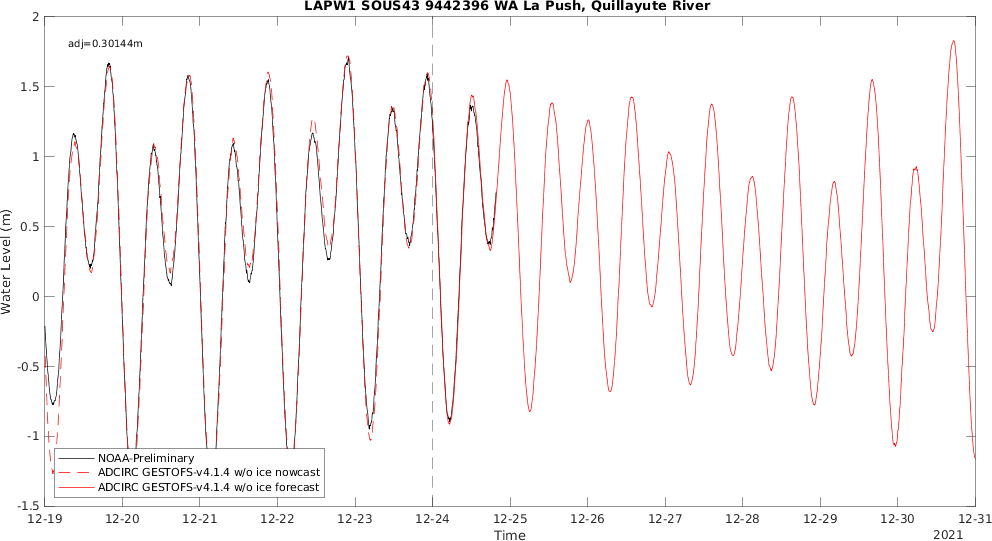 LAPW1 SOUS43 9442396 WA La Push, Quillayute River
adj=0.30144m
Water Level (m)
2
1.5
1
0.5
0
-0.5
-1
-1.5
NOAA-Preliminary
ADCIRC GESTOFS-v4.1.4 w/o ice nowcast
ADCIRC GESTOFS-v4.1.4 w/o ice forecast
12-19 12-20 12-21 12-22 12-23 12-24 12-25 12-26 12-27 12-28 12-29 12-30 12-31
Time
2021